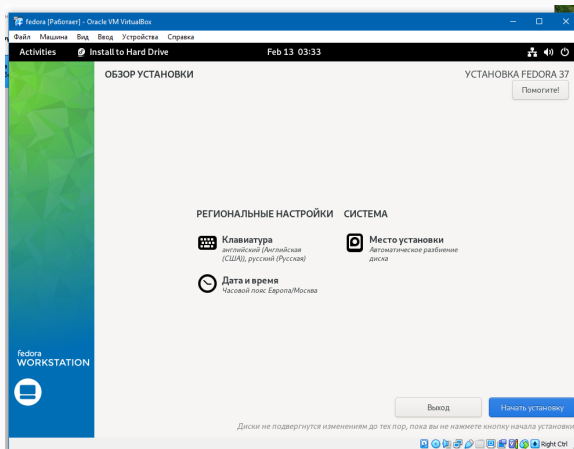 fedora [Работает] - Oracle VM VirtualBox
Файл Машина Вид Ввод Устройства Справка
Activities Install to Hard Drive Feb 13 03:33
ОБЗОР УСТАНОВКИ
УСТАНОВКА FEDORA 37
Помогите!
РЕГИОНАЛЬНЫЕ НАСТРОЙКИ
СИСТЕМА
Клавиатура
английский (Английская
(США)), русский (Русская)
Место установки
Автоматическое разбиение
диска
Дата и время
Часовой пояс Европа/Москва
fedora
WORKSTATION
Выход
Начать установку
Диски не подвергнутся изменениям до тех пор, пока вы не нажмете кнопку начала установки
Right Ctrl